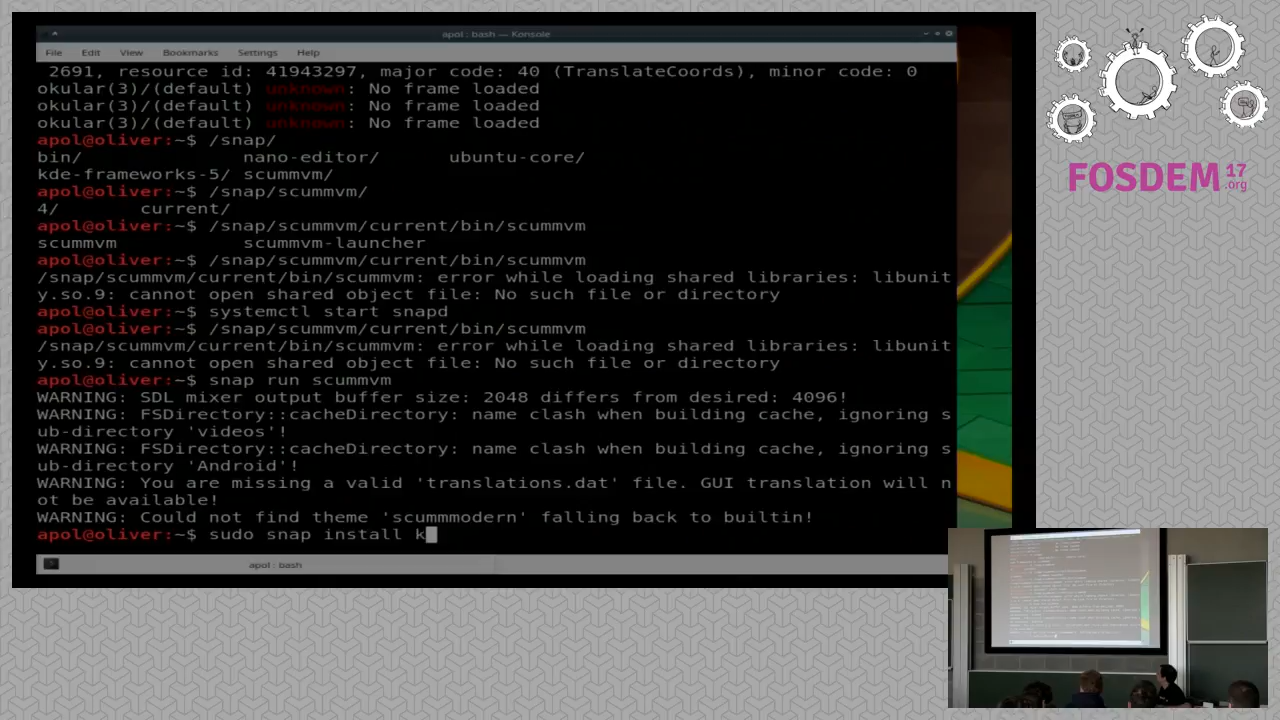 apol : bash — Konsole
File Edit View Bookmarks Settings Help
2691, resource id: 41943297, major code: 40 (TranslateCoords), minor code: 0
okular(3)/(default) unknown: No frame loaded
okular(3)/(default) unknown: No frame loaded
okular(3)/(default) unknown: No frame loaded
apol@oliver:~$ /snap/
bin/ nano-editor/ ubuntu-core/
kde-frameworks-5/ scummvm/
apol@oliver:~$ /snap/scummvm/
4/ current/
apol@oliver:~$ /snap/scummvm/current/bin/scummvm
scummvm scummvm-launcher
apol@oliver:~$ /snap/scummvm/current/bin/scummvm
/snap/scummvm/current/bin/scummvm: error while loading shared libraries: libunit
y.so.9: cannot open shared object file: No such file or directory
apol@oliver:~$ systemctl start snapd
apol@oliver:~$ /snap/scummvm/current/bin/scummvm
/snap/scummvm/current/bin/scummvm: error while loading shared libraries: libunit
y.so.9: cannot open shared object file: No such file or directory
apol@oliver:~$ snap run scummvm
WARNING: SDL mixer output buffer size: 2048 differs from desired: 4096!
WARNING: FSDirectory::cacheDirectory: name clash when building cache, ignoring s
ub-directory 'videos'!
WARNING: FSDirectory::cacheDirectory: name clash when building cache, ignoring s
ub-directory 'Android'!
WARNING: You are missing a valid 'translations.dat' file. GUI translation will n
ot be available!
WARNING: Could not find theme 'scummmodern' falling back to builtin!
apol@oliver:~$ sudo snap install k
apol : bash
FOSDEM 17
.org